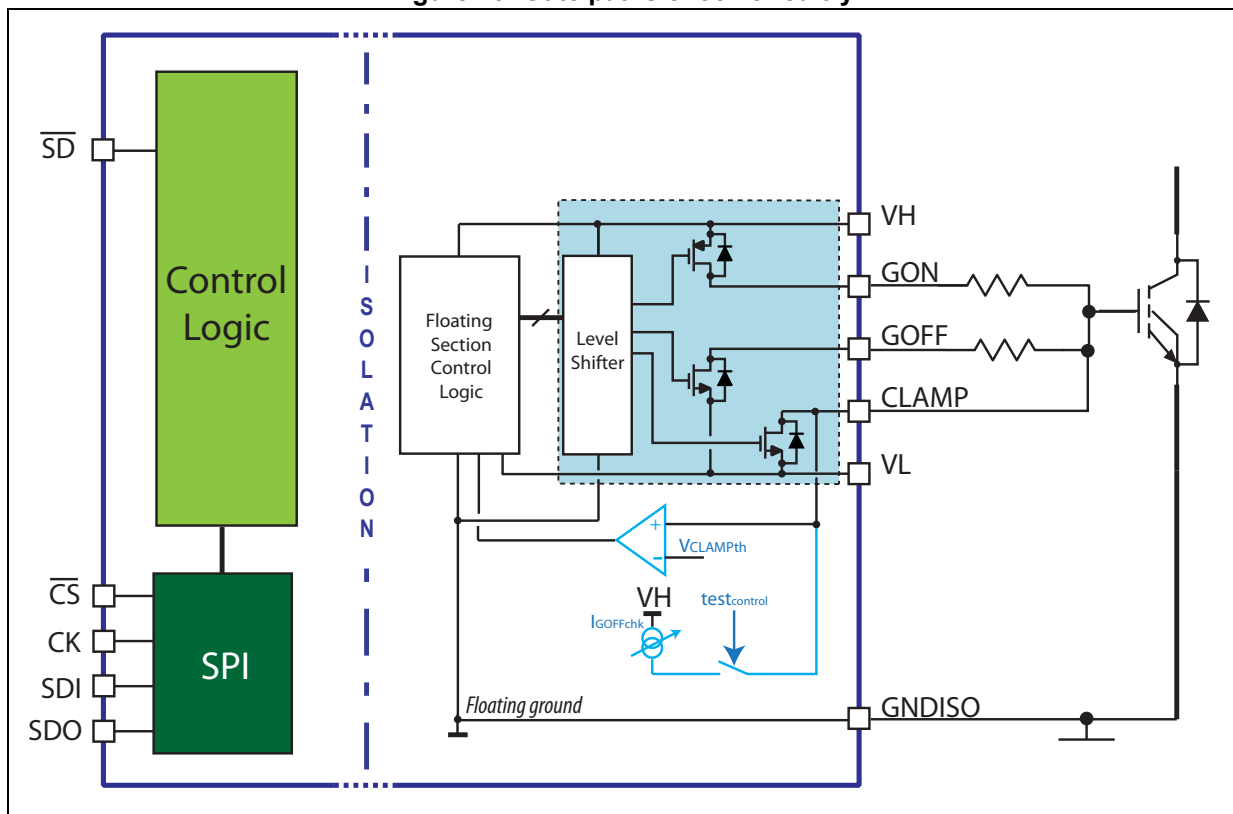 SD
Control
Logic
ISOLATION
VH
GON
Floating
Section
Control
Logic
Level
Shifter
GOFF
CLAMP
VL
+
VCLAMPth
−
VH
testcontrol
IGOFFchk
CS
CK
SPI
SDI
SDO
Floating ground
GNDISO